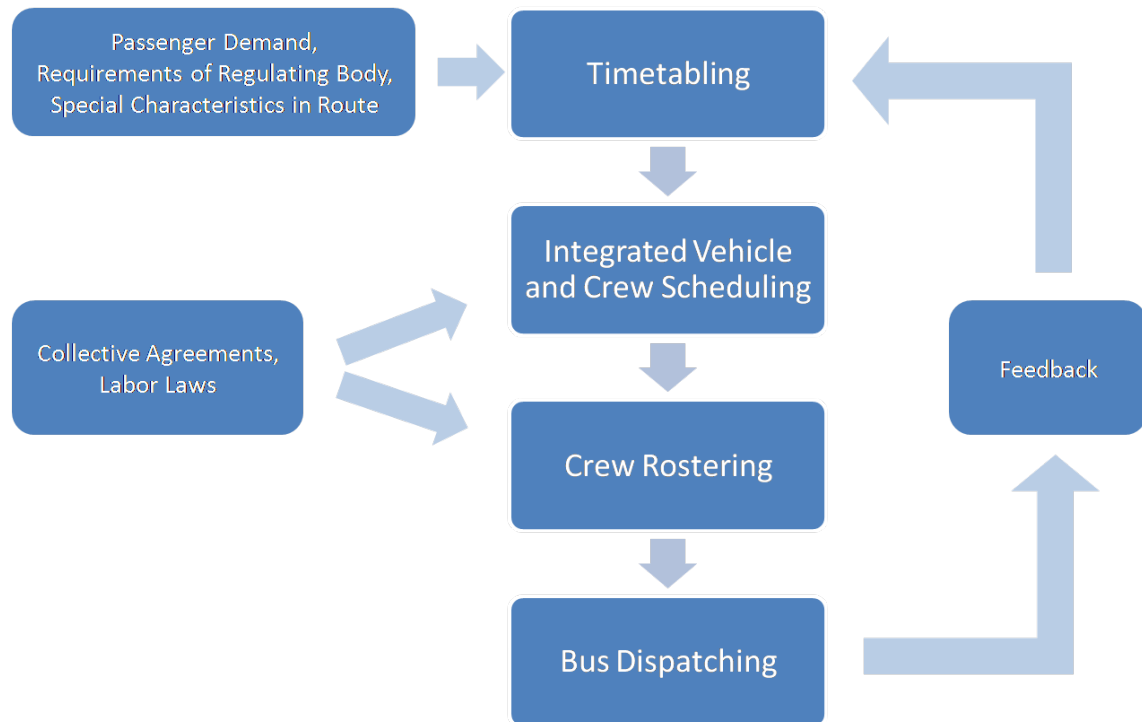 Passenger Demand,
Requirements of Regulating Body,
Special Characteristics in Route
Timetabling
Integrated Vehicle
and Crew Scheduling
Collective Agreements,
Labor Laws
Feedback
Crew Rostering
Bus Dispatching